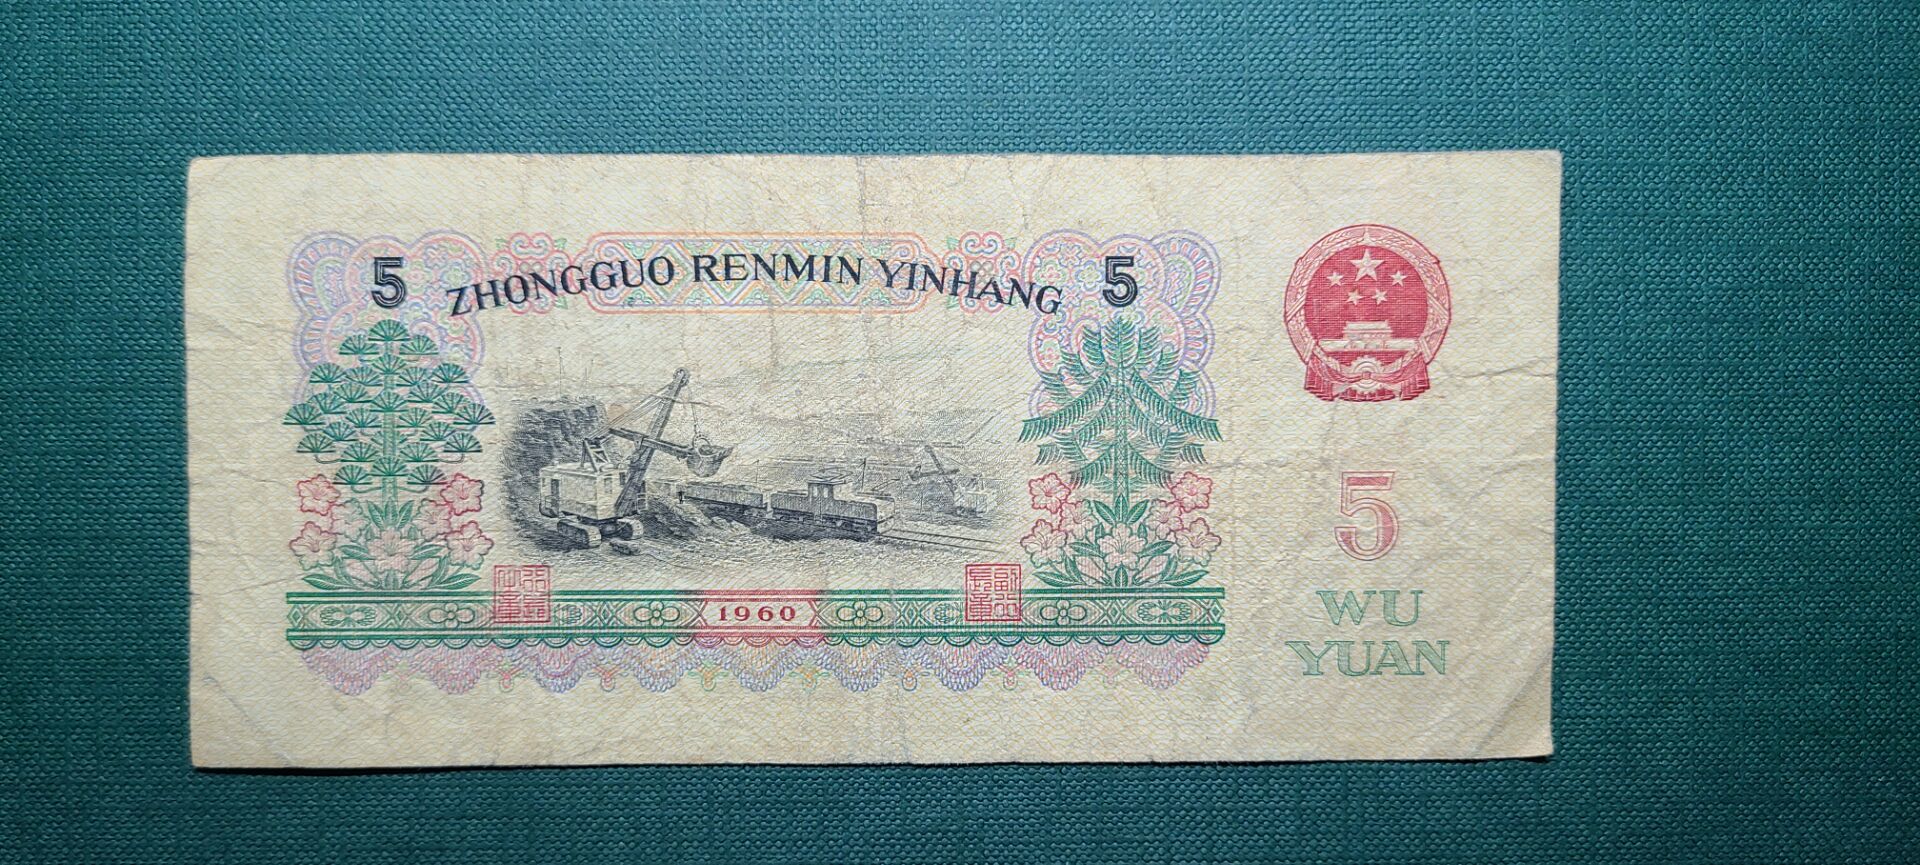 5 ZHONGGUO RENMIN YINHANG 5
5
1960
WU
YUAN